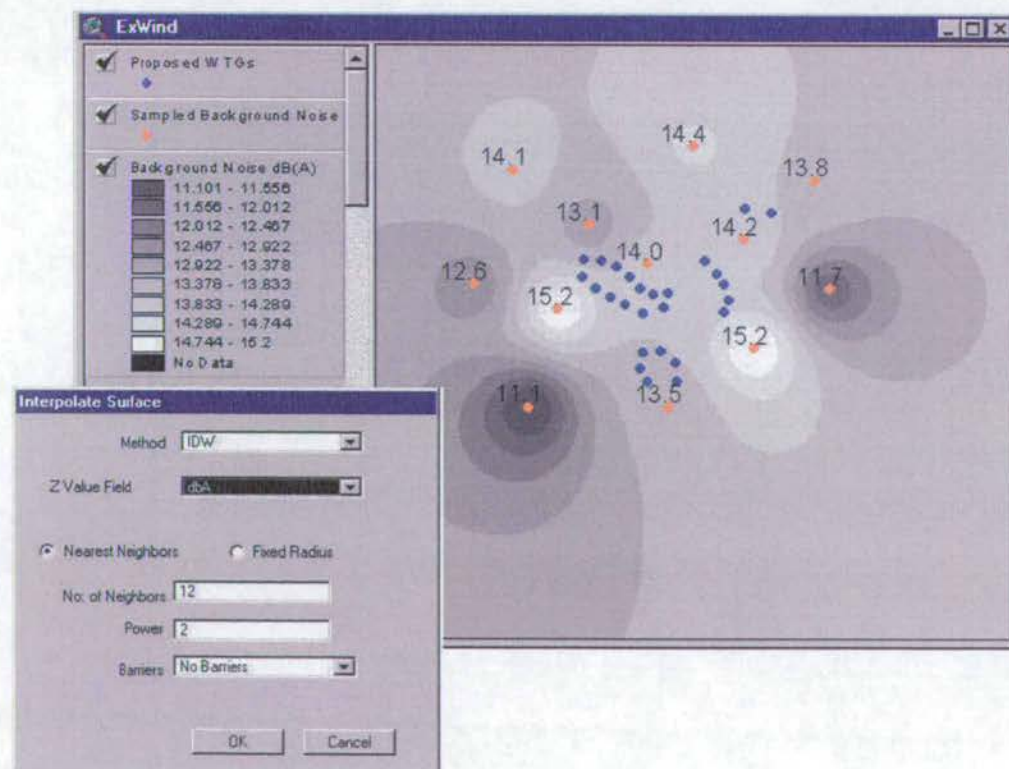 ExWind
Proposed WTGs
Sampled Background Noise
Background Noise dB(A)
11.101 - 11.556
11.556 - 12.012
12.012 - 12.467
12.467 - 12.922
12.922 - 13.378
13.378 - 13.833
13.833 - 14.289
14.289 - 14.744
14.744 - 15.2
No Data
14.1
14.4
13.8
13.1
14.2
14.0
12.6
11.7
15.2
15.2
11.1
13.5
Interpolate Surface
Method IDW
Z Value Field dbA
Nearest Neighbors Fixed Radius
No. of Neighbors 12
Power 2
Barriers No Barriers
OK Cancel